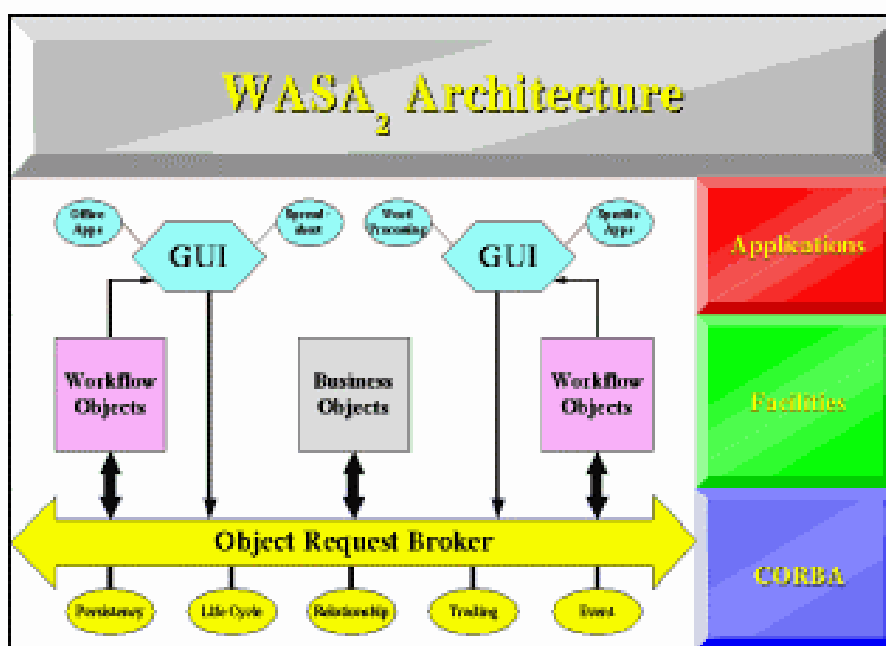 WASA₂ Architecture
Office
Apps
Spread-
sheet
Word
Processing
Specific
Apps
GUI
GUI
Applications
Workflow
Objects
Business
Objects
Workflow
Objects
Facilities
Object Request Broker
CORBA
Persistency
Life Cycle
Relationship
Trading
Event